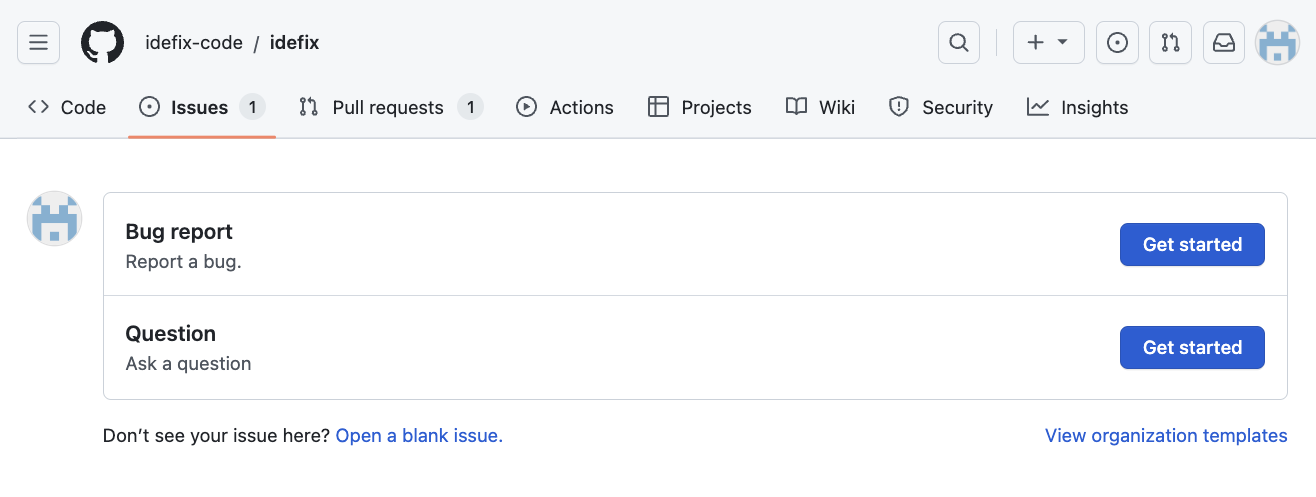 idefix-code / idefix
Code Issues 1 Pull requests 1 Actions Projects Wiki Security Insights
Bug report
Report a bug.
Get started
Question
Ask a question
Get started
Don’t see your issue here? Open a blank issue.
View organization templates